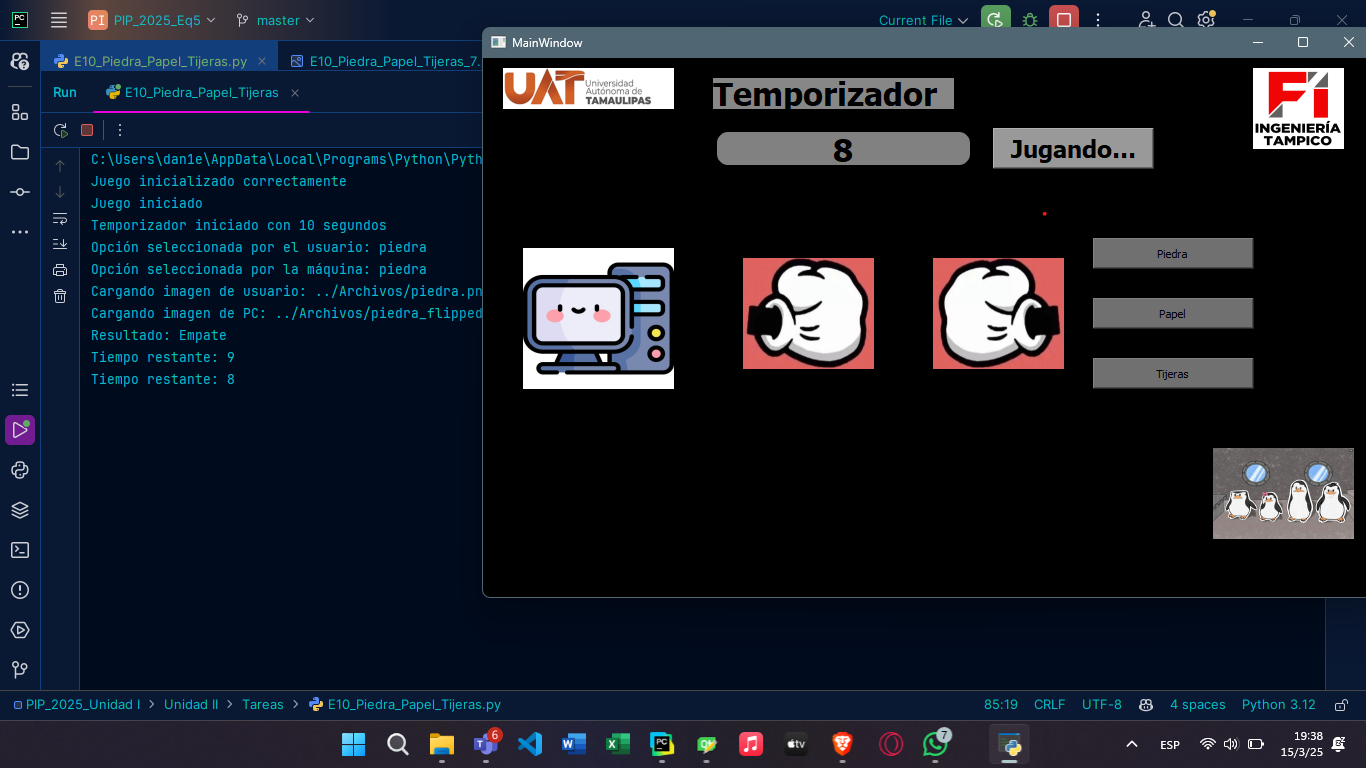 PC
PI PIP_2025_Eq5
master
Current File
E10_Piedra_Papel_Tijeras.py
E10_Piedra_Papel_Tijeras_7.
Run
E10_Piedra_Papel_Tijeras
C:\Users\dan1e\AppData\Local\Programs\Python\Pyth
Juego inicializado correctamente
Juego iniciado
Temporizador iniciado con 10 segundos
Opción seleccionada por el usuario: piedra
Opción seleccionada por la máquina: piedra
Cargando imagen de usuario: ../Archivos/piedra.pn
Cargando imagen de PC: ../Archivos/piedra_flipped
Resultado: Empate
Tiempo restante: 9
Tiempo restante: 8
MainWindow
UAT Universidad
Autónoma de
TAMAULIPAS
Temporizador
8
Jugando...
Fi
INGENIERÍA
TAMPICO
Piedra
Papel
Tijeras
PIP_2025_Unidad I > Unidad II > Tareas > E10_Piedra_Papel_Tijeras.py
85:19 CRLF UTF-8 4 spaces Python 3.12
6
PC
tv
7
ESP
19:38
15/3/25